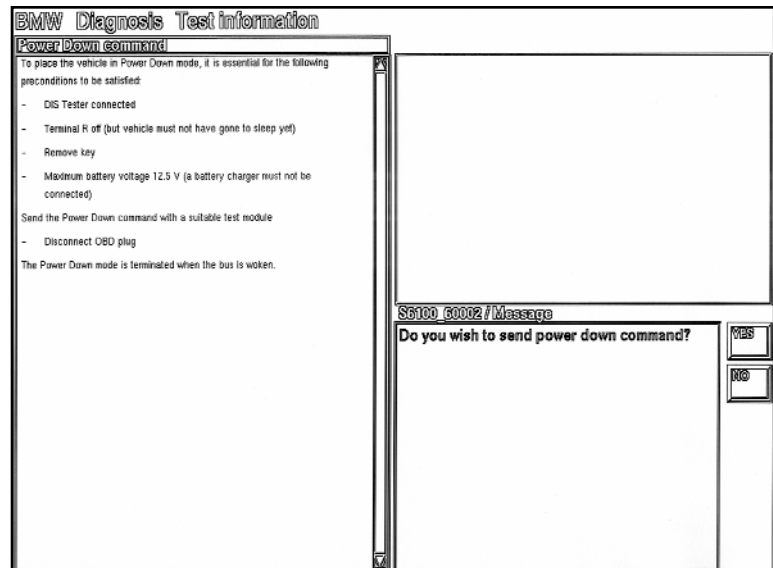 BMW Diagnosis Test information
Power Down command
To place the vehicle in Power Down mode, it is essential for the following
preconditions to be satisfied:
- DIS Tester connected
- Terminal R off (but vehicle must not have gone to sleep yet)
- Remove key
- Maximum battery voltage 12.5 V (a battery charger must not be
connected)
Send the Power Down command with a suitable test module
- Disconnect OBD plug
The Power Down mode is terminated when the bus is woken.
S6100_60002 / Message
Do you wish to send power down command?
YES
NO